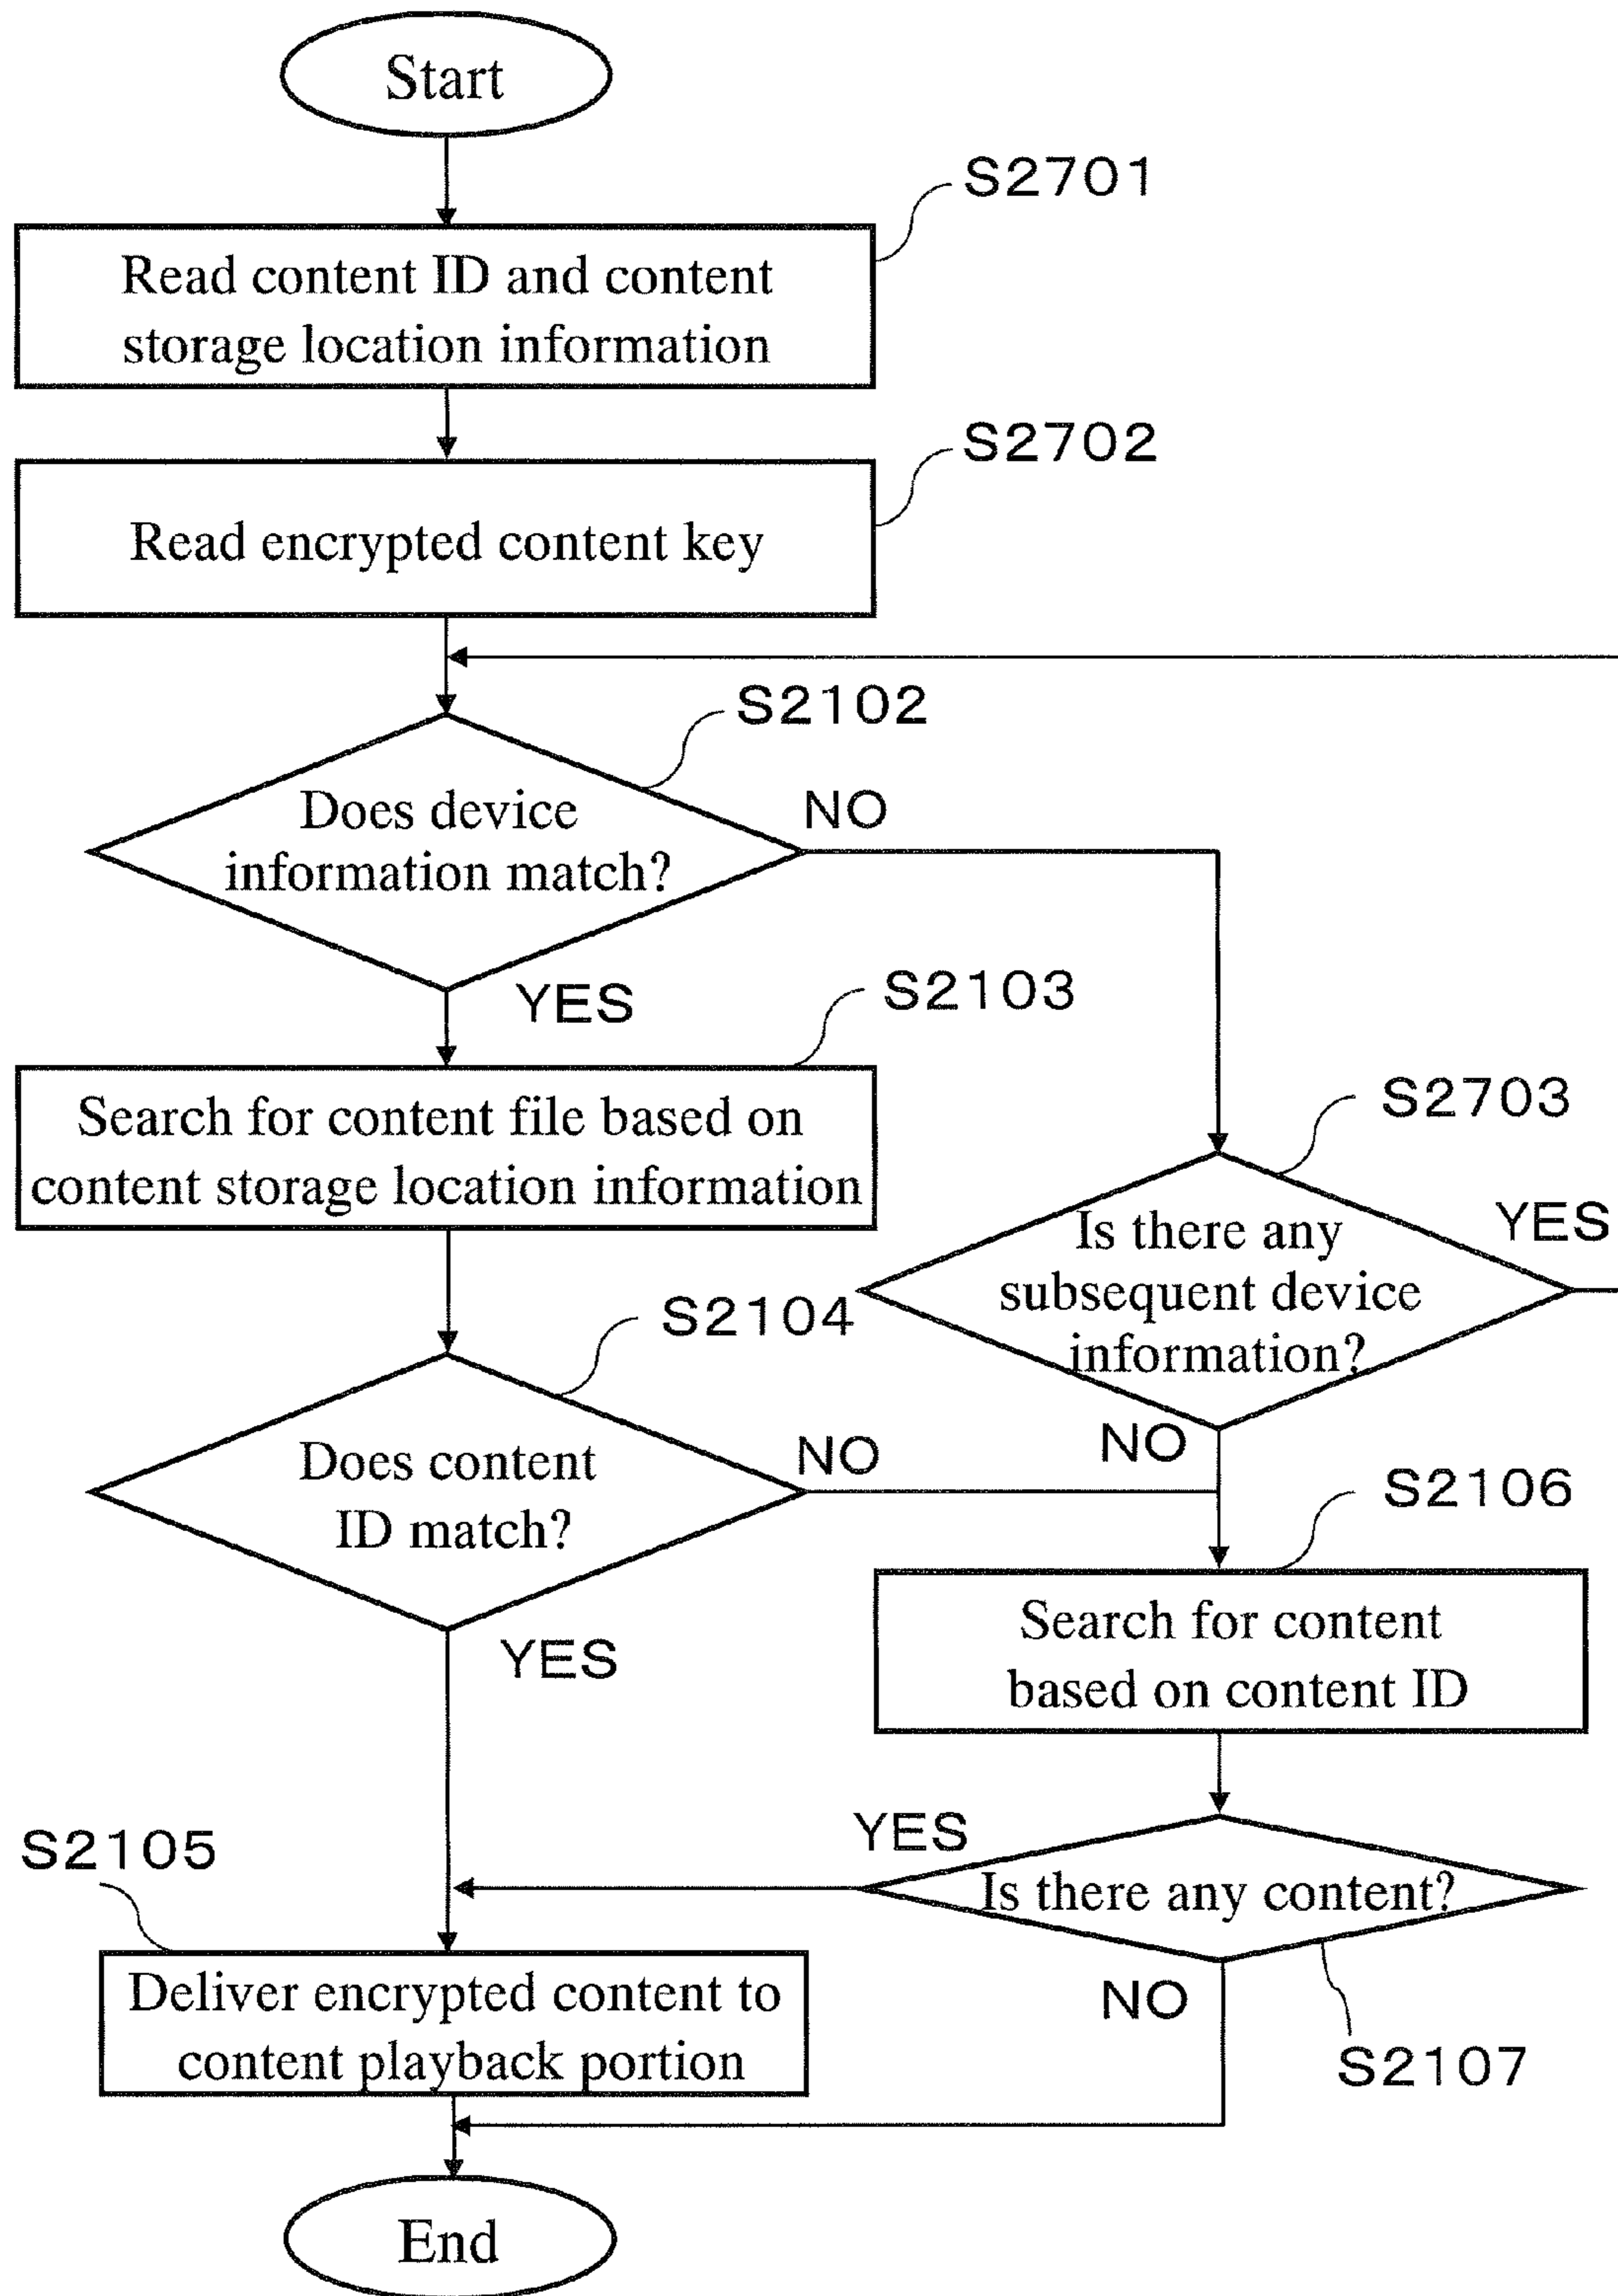 Start
S2701
Read content ID and content
storage location information
S2702
Read encrypted content key
S2102
Does device
information match?
NO
YES
S2103
Search for content file based on
content storage location information
S2703
Is there any
subsequent device
information?
YES
NO
S2104
Does content
ID match?
NO
YES
S2106
Search for content
based on content ID
S2107
Is there any content?
YES
NO
S2105
Deliver encrypted content to
content playback portion
End